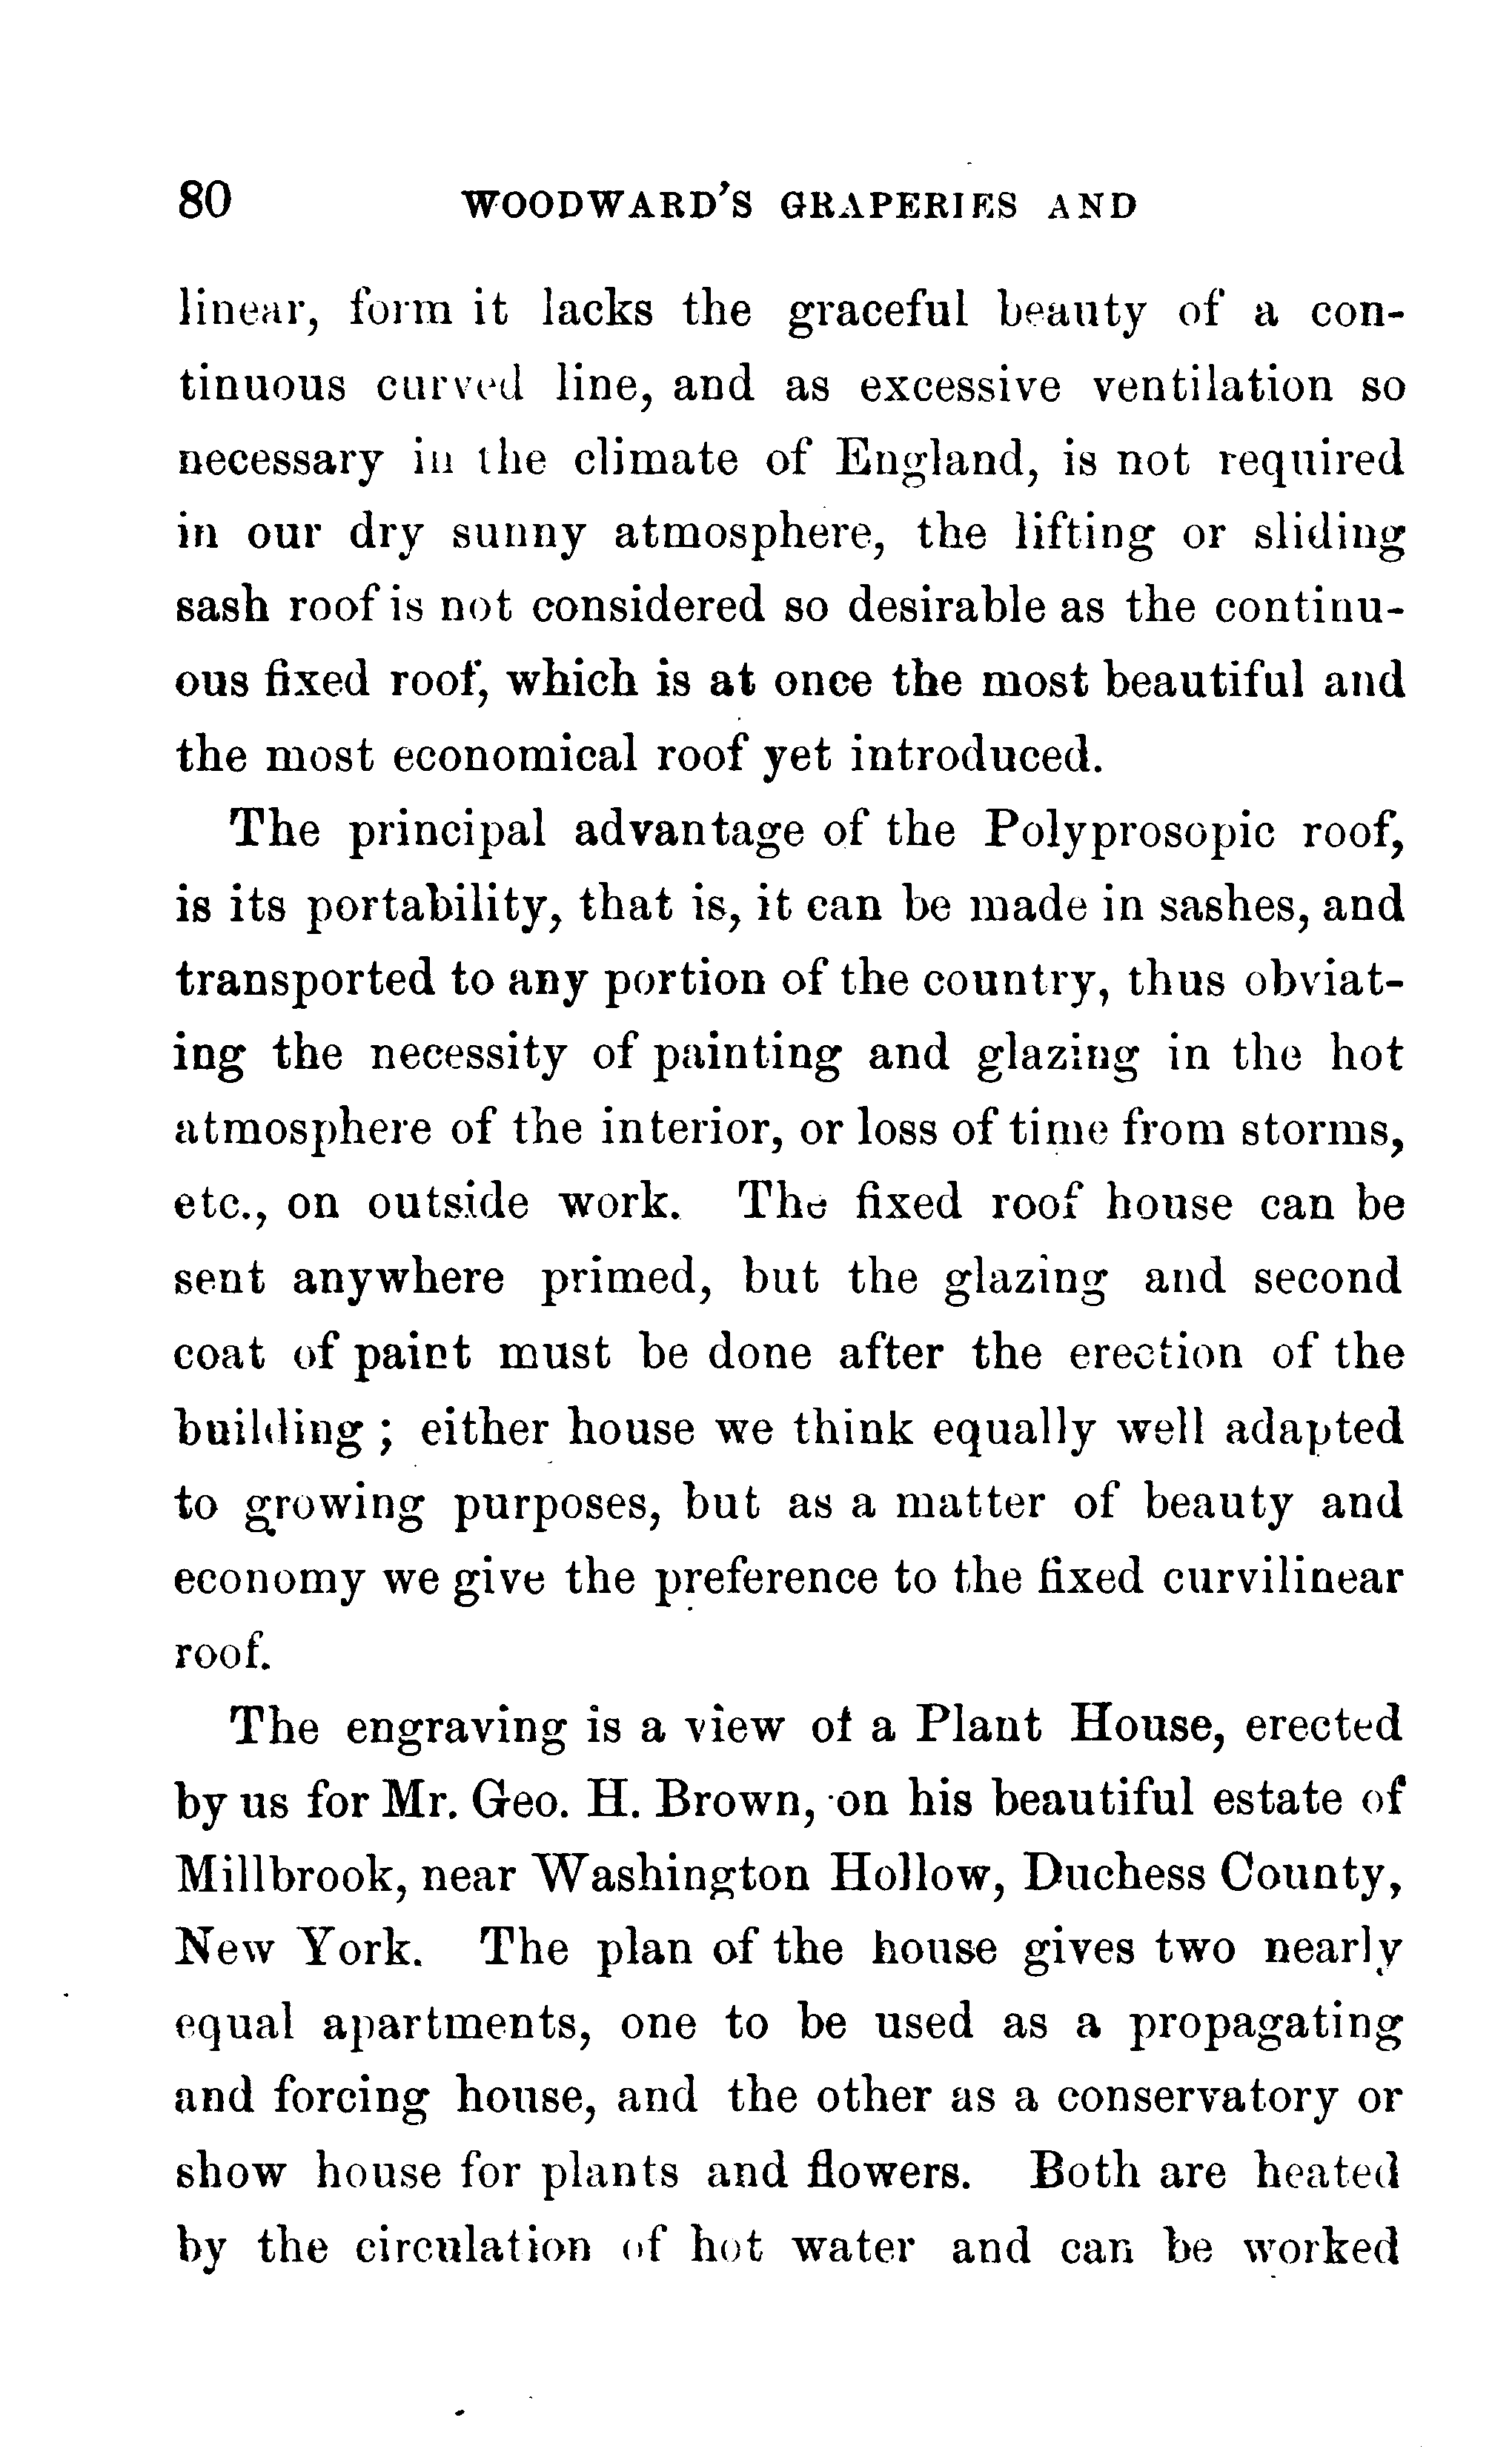 80 WOODWARD'S GRAPERIES AND
linear, form it lacks the graceful beauty of a con-
tinuous curved line, and as excessive ventilation so
necessary in the climate of England, is not required
in our dry sunny atmosphere, the lifting or sliding
sash roof is not considered so desirable as the continu-
ous fixed roof, which is at once the most beautiful and
the most economical roof yet introduced.
The principal advantage of the Polyprosopic roof,
is its portability, that is, it can be made in sashes, and
transported to any portion of the country, thus obviat-
ing the necessity of painting and glazing in the hot
atmosphere of the interior, or loss of time from storms,
etc., on outside work. The fixed roof house can be
sent anywhere primed, but the glazing and second
coat of paint must be done after the erection of the
building ; either house we think equally well adapted
to growing purposes, but as a matter of beauty and
economy we give the preference to the fixed curvilinear
roof.
The engraving is a view of a Plant House, erected
by us for Mr. Geo. H. Brown, on his beautiful estate of
Millbrook, near Washington Hollow, Duchess County,
New York. The plan of the house gives two nearly
equal apartments, one to be used as a propagating
and forcing house, and the other as a conservatory or
show house for plants and flowers. Both are heated
by the circulation of hot water and can be worked